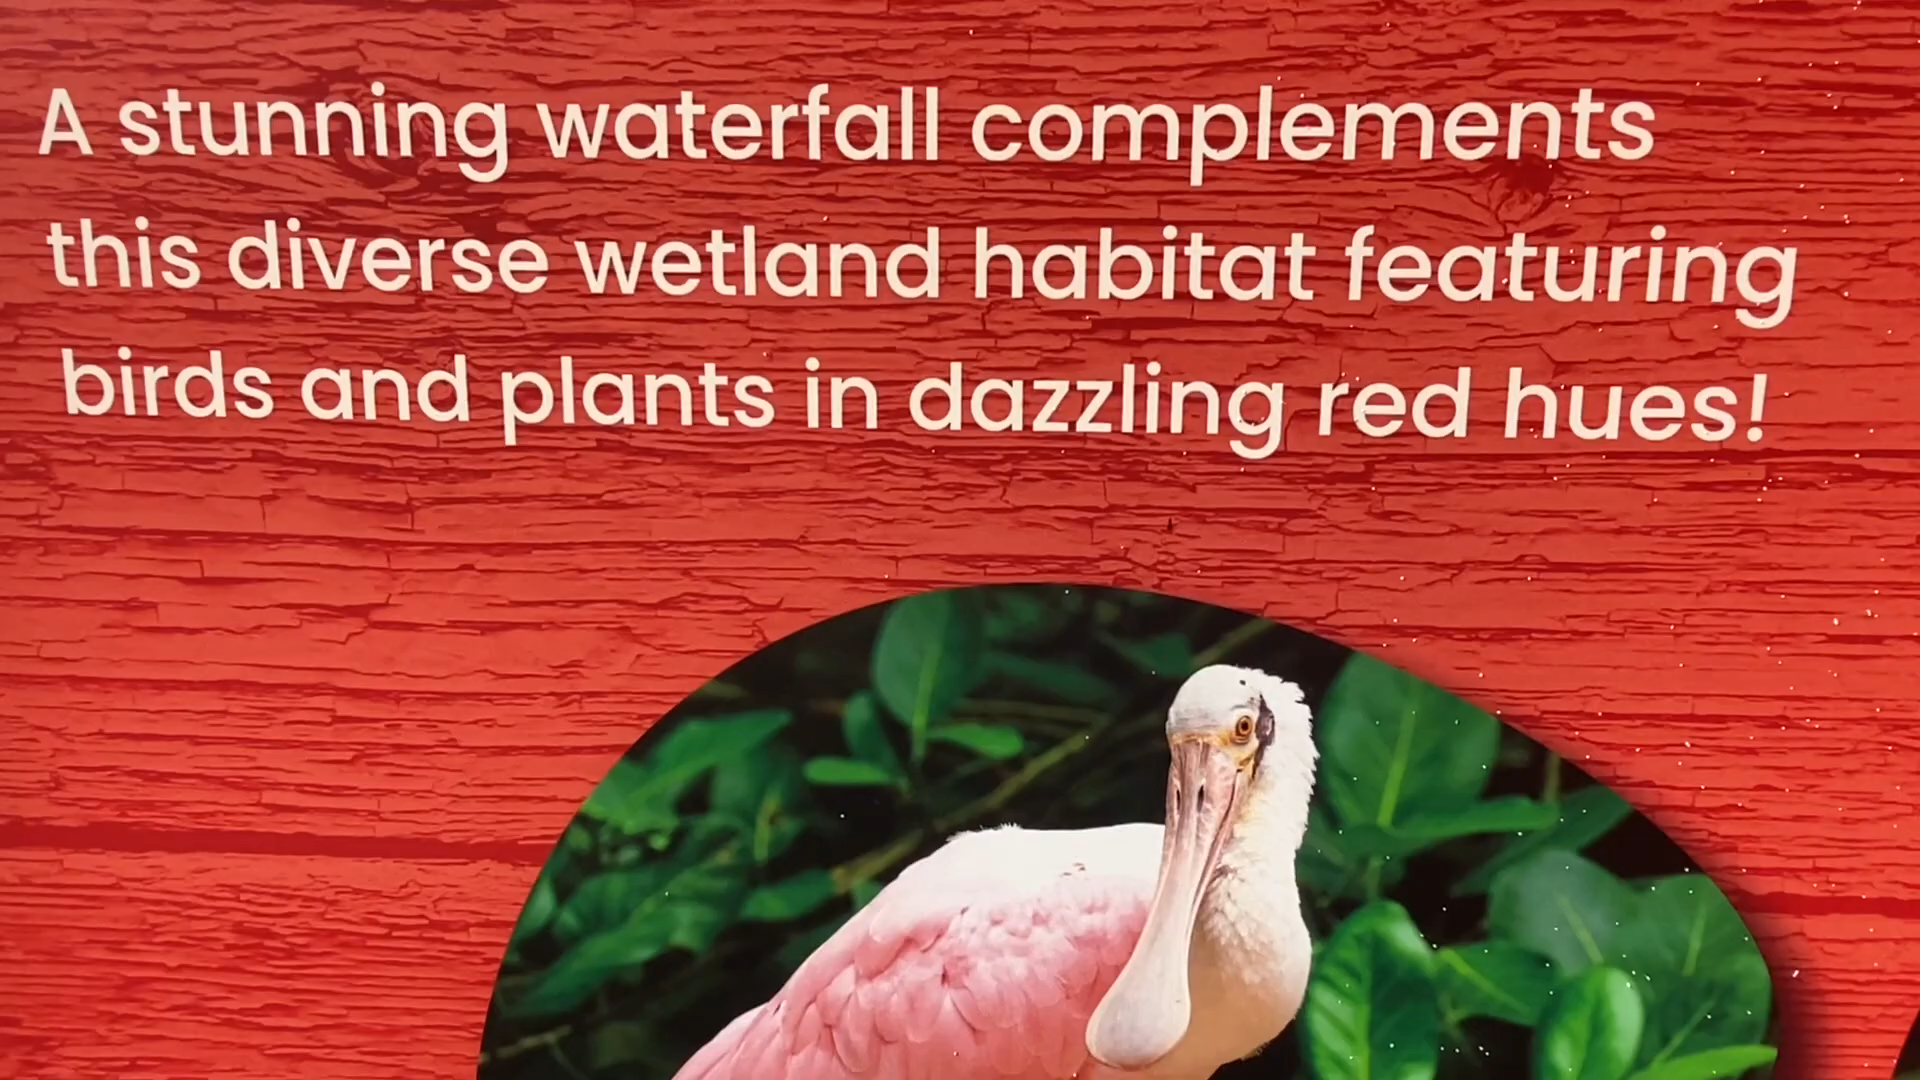 A stunning waterfall complements
this diverse wetland habitat featuring
birds and plants in dazzling red hues!